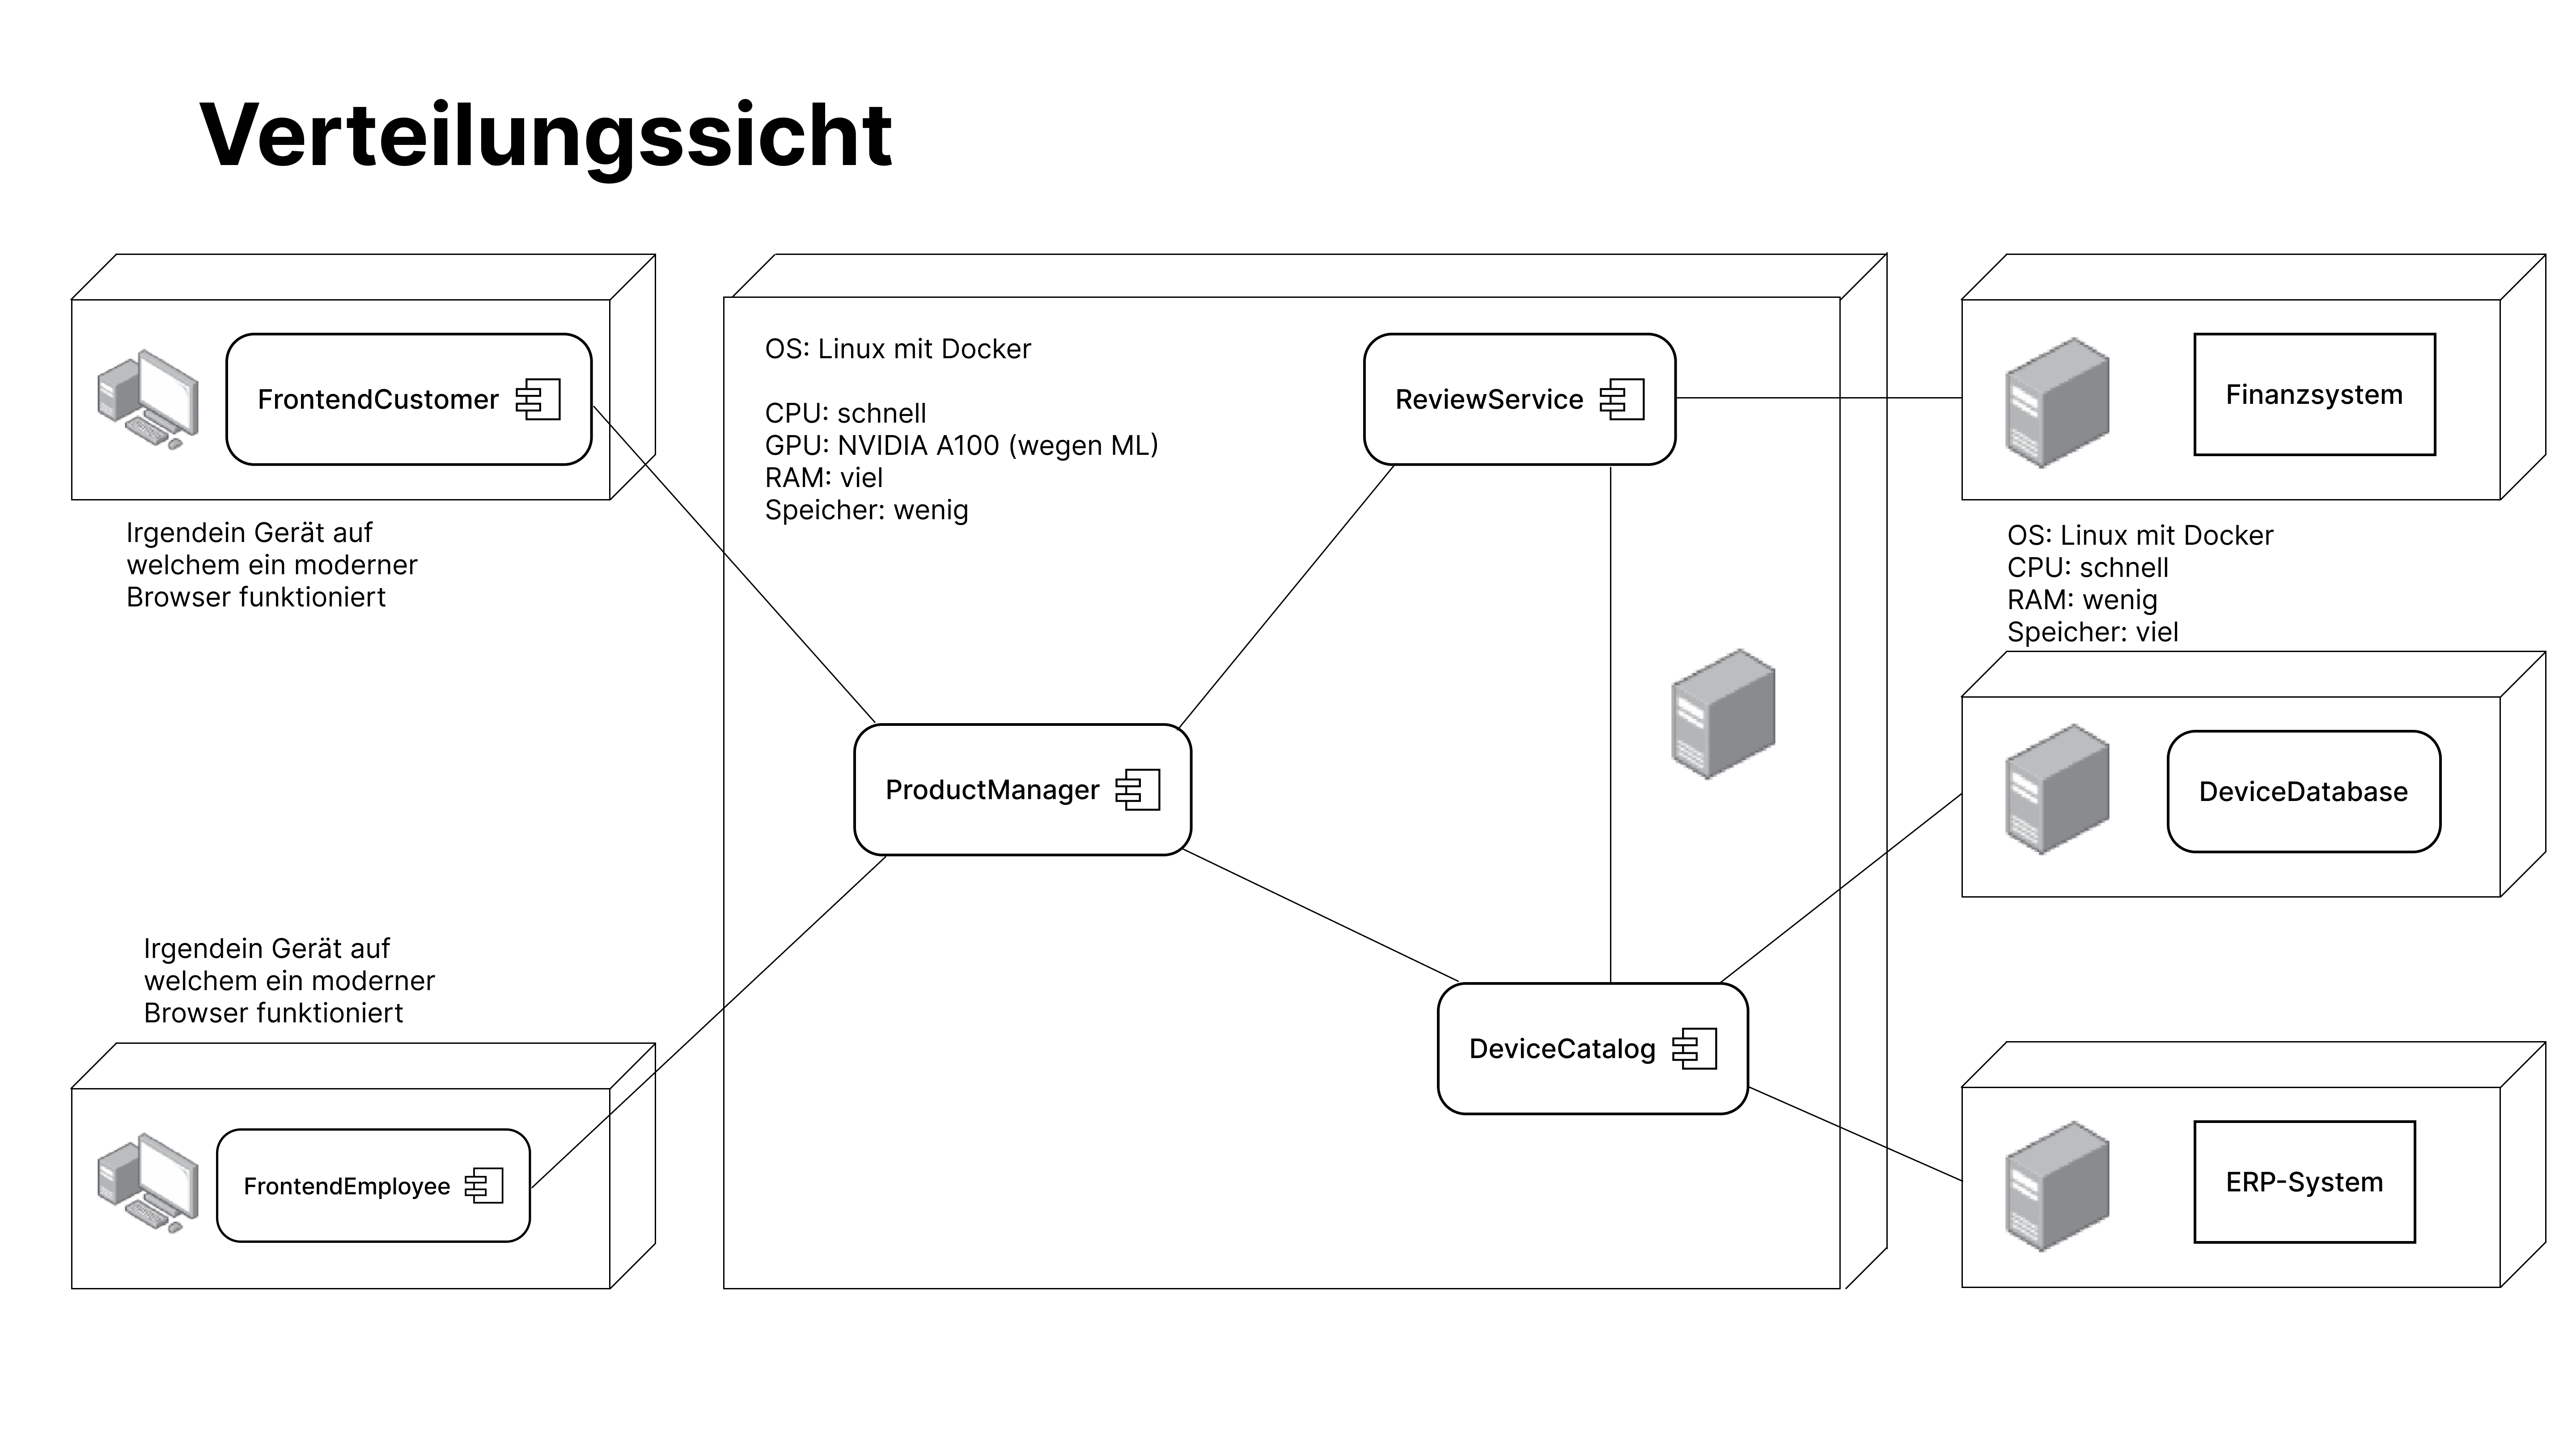 Verteilungssicht
FrontendCustomer
Irgendein Gerät auf
welchem ein moderner
Browser funktioniert
Irgendein Gerät auf
welchem ein moderner
Browser funktioniert
FrontendEmployee
OS: Linux mit Docker
CPU: schnell
GPU: NVIDIA A100 (wegen ML)
RAM: viel
Speicher: wenig
ReviewService
ProductManager
DeviceCatalog
Finanzsystem
OS: Linux mit Docker
CPU: schnell
RAM: wenig
Speicher: viel
DeviceDatabase
ERP-System